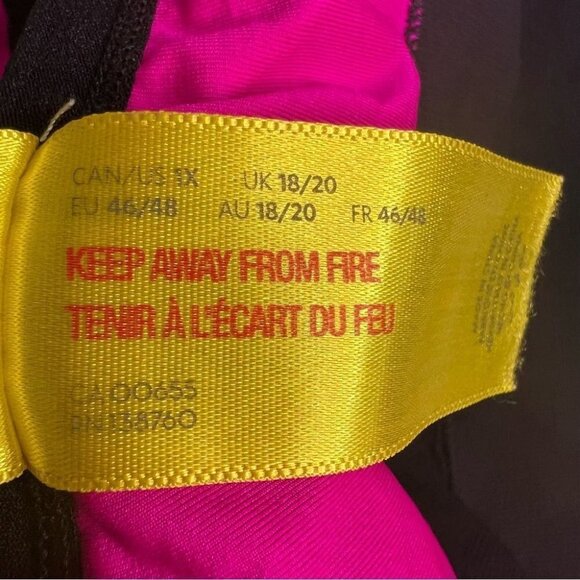 CAN/US 1X UK 18/20
EU 46/48 AU 18/20 FR 46/48
KEEP AWAY FROM FIRE
TENIR À L'ÉCART DU FEU
CA 00655
RN 138760